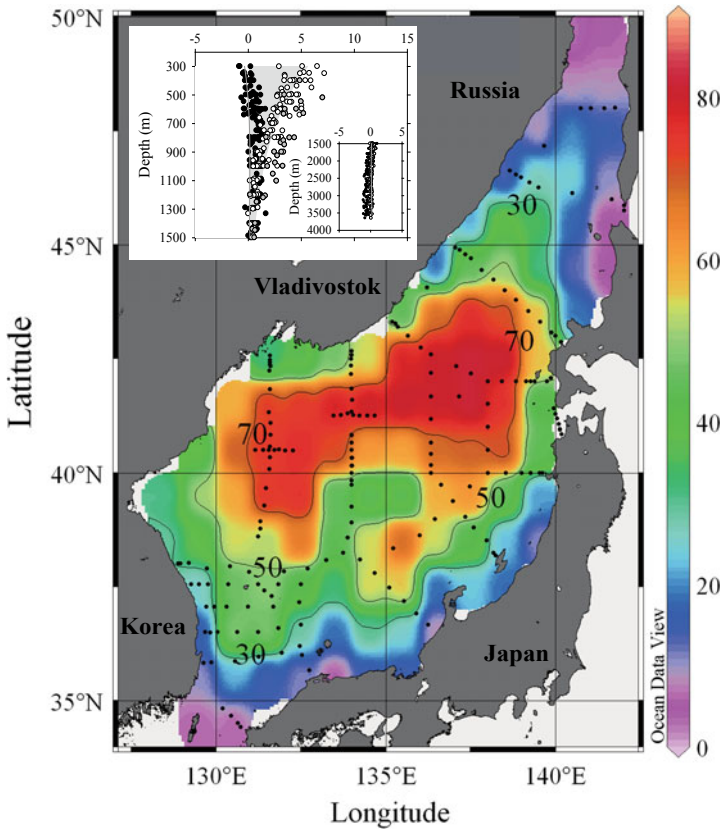 50°N
45°N
40°N
35°N
Latitude
-5 0 5 10 15
300
500
700
900
1100
1300
1500
Depth (m)
-5 0 5
1500
2000
2500
3000
3500
4000
Depth (m)
Russia
30
Vladivostok
70
70
50
50
Korea
30
Japan
130°E 135°E 140°E
Longitude
80
60
40
20
0
Ocean Data View